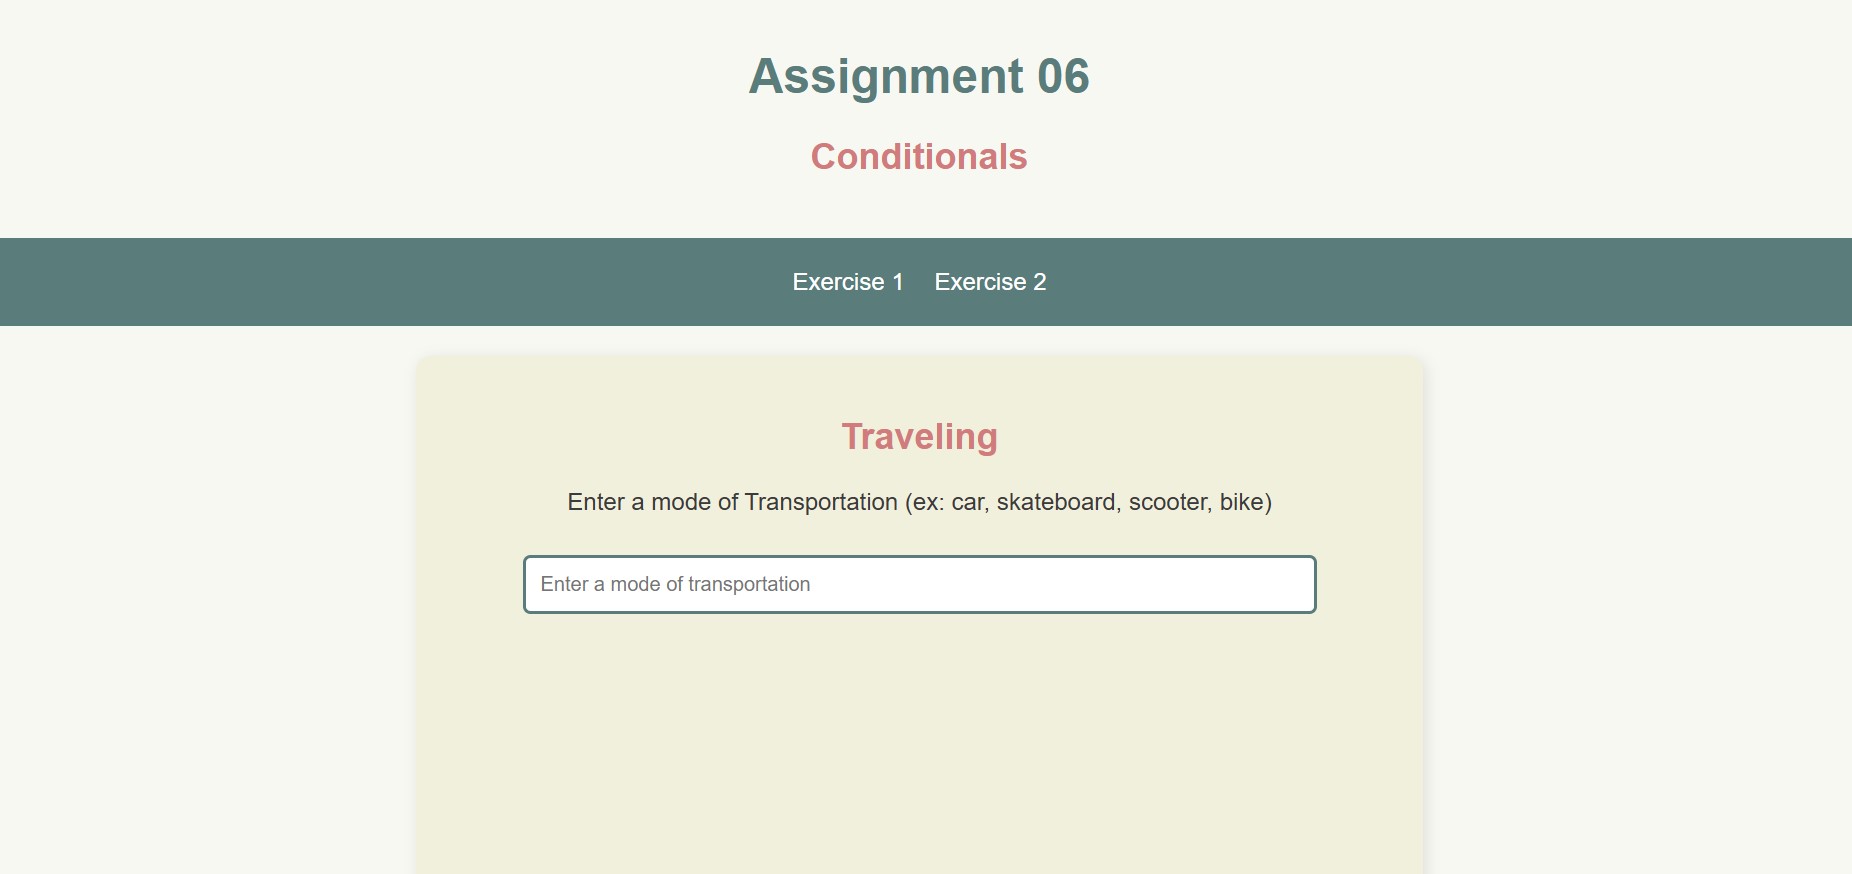 Assignment 06
Conditionals
Exercise 1 Exercise 2
Traveling
Enter a mode of Transportation (ex: car, skateboard, scooter, bike)
Enter a mode of transportation